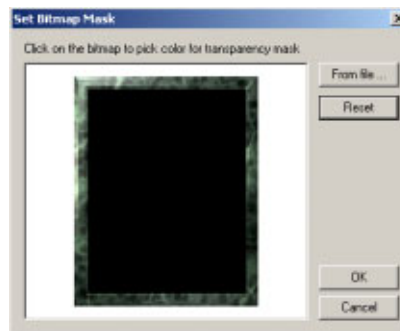 Set Bitmap Mask
Click on the bitmap to pick color for transparency mask
From file ...
Reset
OK
Cancel